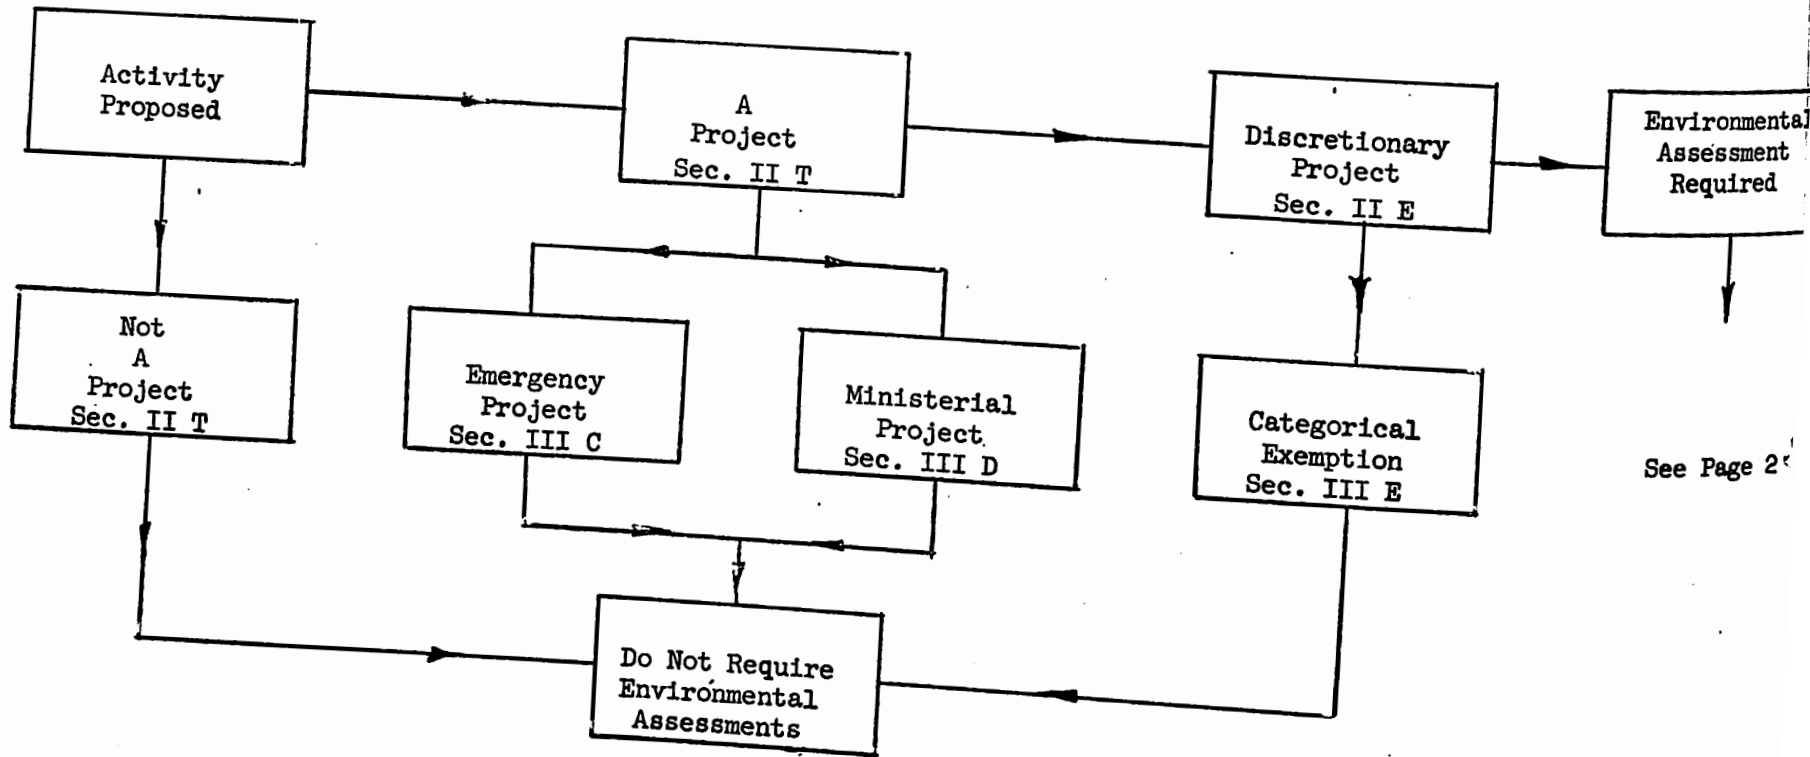 Activity
Proposed
A
Project
Sec. II T
Discretionary
Project
Sec. II E
Environmental
Assessment
Required
Not
A
Project
Sec. II T
Emergency
Project
Sec. III C
Ministerial
Project
Sec. III D
Categorical
Exemption
Sec. III E
See Page 2
Do Not Require
Environmental
Assessments